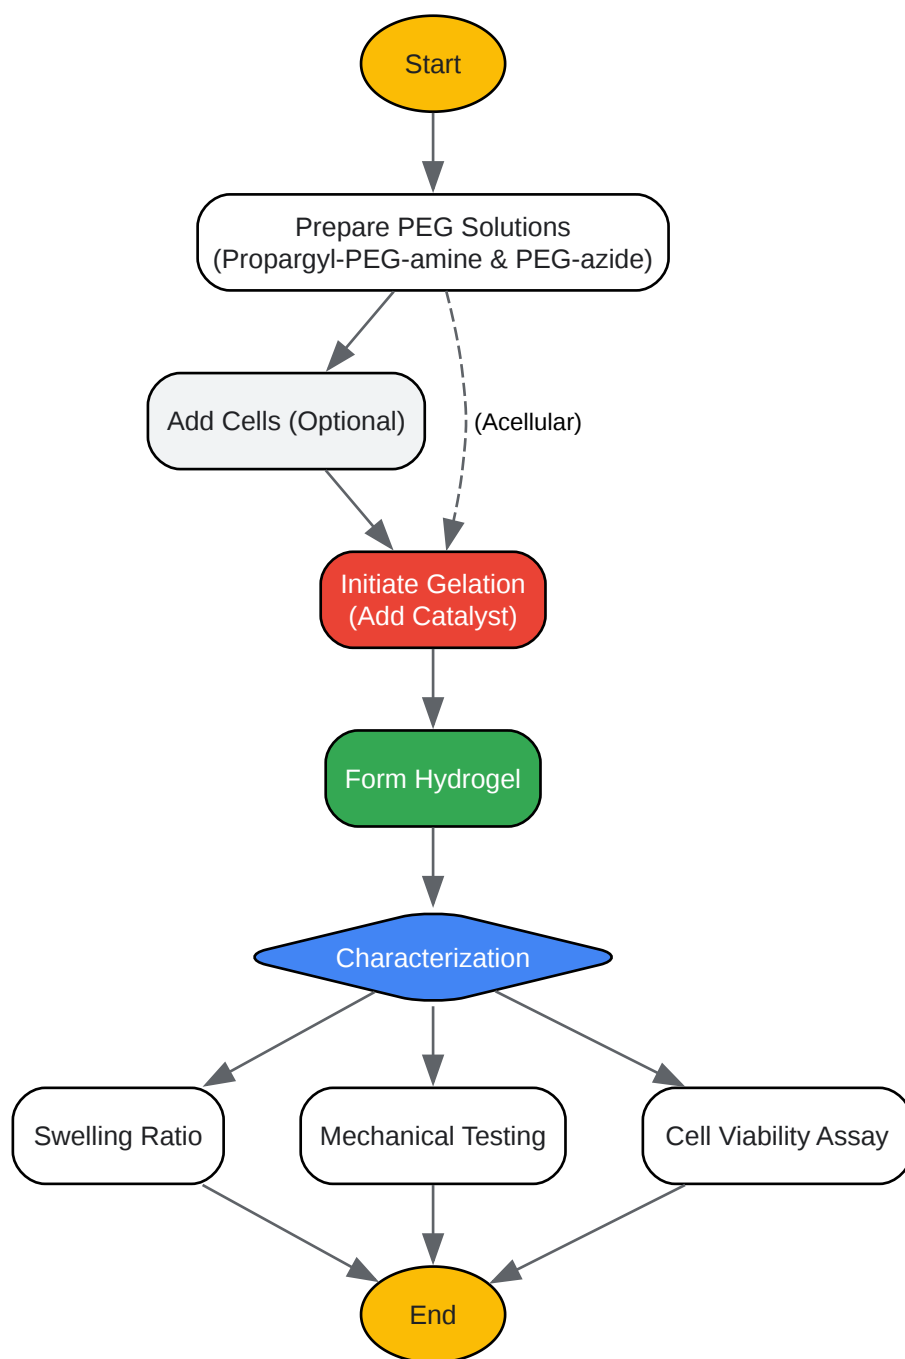 Start
Prepare PEG Solutions
(Propargyl-PEG-amine & PEG-azide)
Add Cells (Optional)
(Acellular)
Initiate Gelation
(Add Catalyst)
Form Hydrogel
Characterization
Swelling Ratio
Mechanical Testing
Cell Viability Assay
End